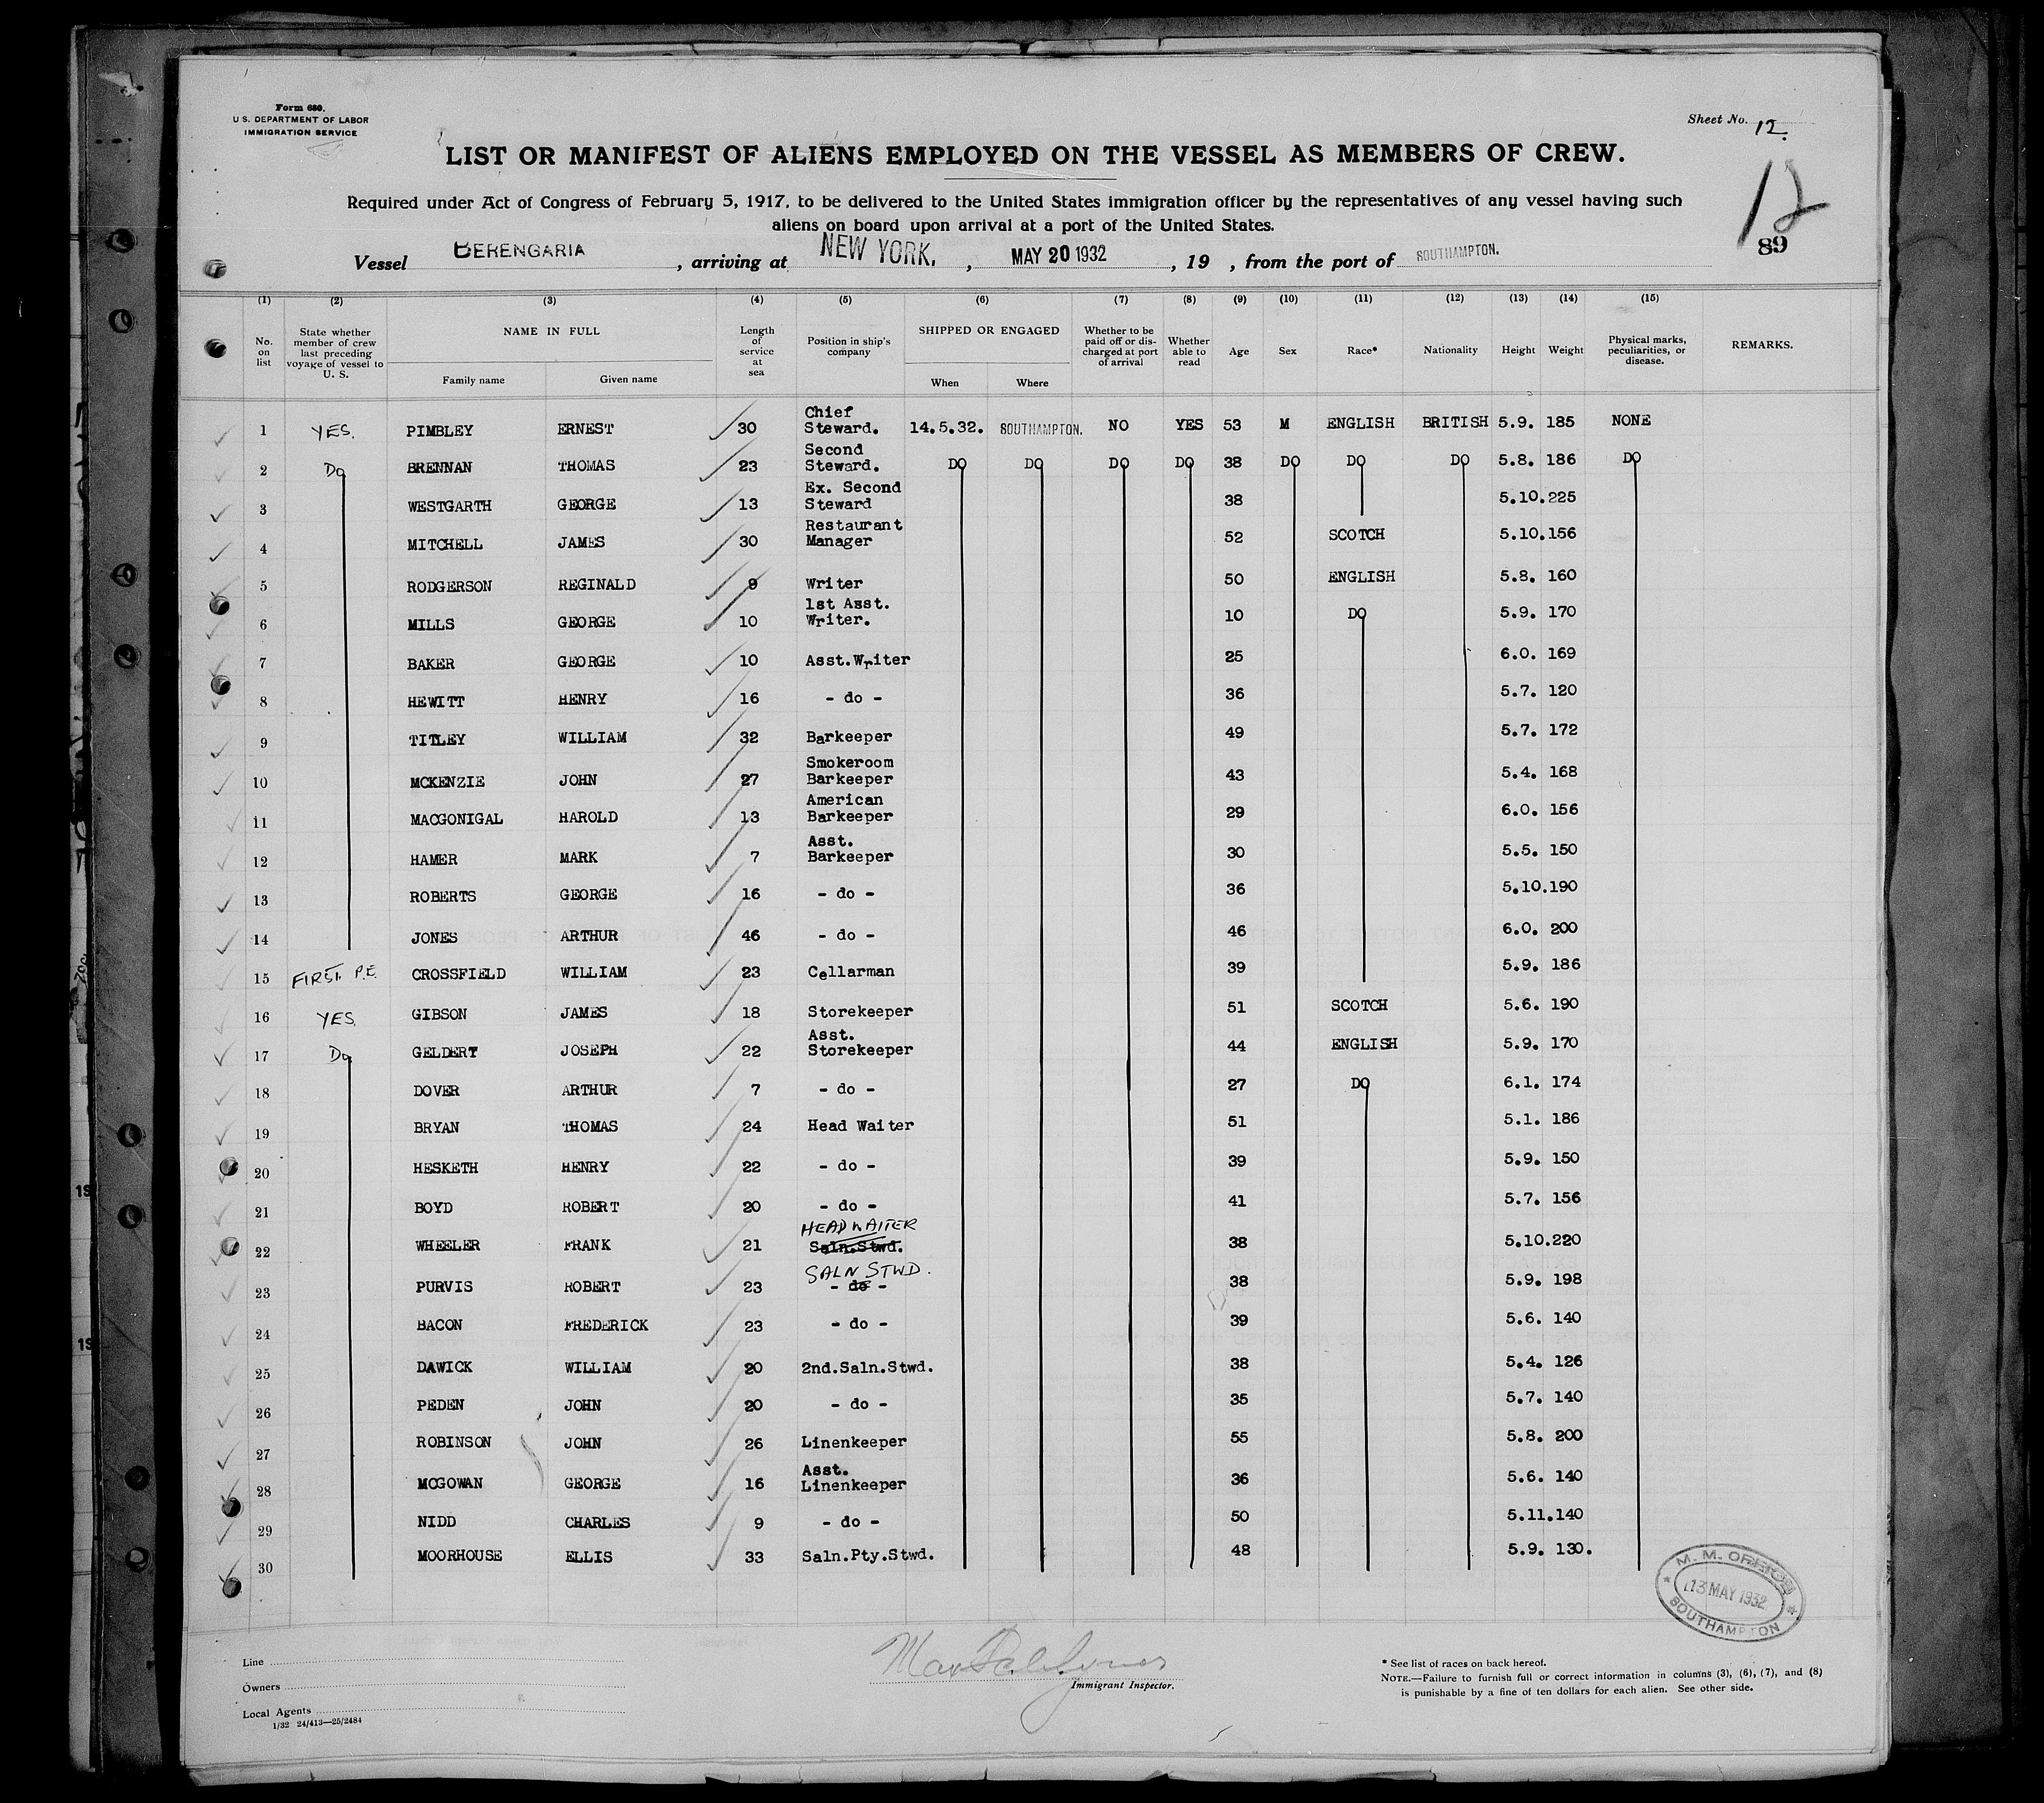 Form 680.
U. S. DEPARTMENT OF LABOR
IMMIGRATION SERVICE
Sheet No. 12.
LIST OR MANIFEST OF ALIENS EMPLOYED ON THE VESSEL AS MEMBERS OF CREW.
12
Required under Act of Congress of February 5, 1917, to be delivered to the United States immigration officer by the representatives of any vessel having such
aliens on board upon arrival at a port of the United States.
89
Vessel BERENGARIA, arriving at NEW YORK., MAY 20 1932, 19 , from the port of SOUTHAMPTON.
(1) (2) (3) (4) (5) (6) (7) (8) (9) (10) (11) (12) (13) (14) (15)
No. on list State whether member of crew last preceding voyage of vessel to U. S. NAME IN FULL Family name Given name Length of service at sea Position in ship's company SHIPPED OR ENGAGED When Where Whether to be paid off or discharged at port of arrival Whether able to read Age Sex Race* Nationality Height Weight Physical marks, peculiarities, or disease. REMARKS.
1 YES. PIMBLEY ERNEST 30 Chief Steward. 14.5.32. SOUTHAMPTON. NO YES 53 M ENGLISH BRITISH 5.9. 185 NONE
2 Do BRENNAN THOMAS 23 Second Steward. DO DO DO DO 38 DO DO DO 5.8. 186 DO
3 WESTGARTH GEORGE 13 Ex. Second Steward 38 5.10. 225
4 MITCHELL JAMES 30 Restaurant Manager 52 SCOTCH 5.10. 156
5 RODGERSON REGINALD 9 Writer 50 ENGLISH 5.8. 160
6 MILLS GEORGE 10 1st Asst. Writer. 10 DO 5.9. 170
7 BAKER GEORGE 10 Asst.Writer 25 6.0. 169
8 HEWITT HENRY 16 - do - 36 5.7. 120
9 TITLEY WILLIAM 32 Barkeeper 49 5.7. 172
10 MCKENZIE JOHN 27 Smokeroom Barkeeper 43 5.4. 168
11 MACGONIGAL HAROLD 13 American Barkeeper 29 6.0. 156
12 HAMER MARK 7 Asst. Barkeeper 30 5.5. 150
13 ROBERTS GEORGE 16 - do - 36 5.10. 190
14 JONES ARTHUR 46 - do - 46 6.0. 200
15 FIRST. P.E. CROSSFIELD WILLIAM 23 Cellarman 39 5.9. 186
16 YES. GIBSON JAMES 18 Storekeeper 51 SCOTCH 5.6. 190
17 Do GELDERT JOSEPH 22 Asst. Storekeeper 44 ENGLISH 5.9. 170
18 DOVER ARTHUR 7 - do - 27 DO 6.1. 174
19 BRYAN THOMAS 24 Head Waiter 51 5.1. 186
20 HESKETH HENRY 22 - do - 39 5.9. 150
21 BOYD ROBERT 20 - do - 41 5.7. 156
22 WHEELER FRANK 21 HEAD WAITER Saln.Stwd. 38 5.10. 220
23 PURVIS ROBERT 23 SALN STWD. - do - 38 5.9. 198
24 BACON FREDERICK 23 - do - 39 5.6. 140
25 DAWICK WILLIAM 20 2nd.Saln.Stwd. 38 5.4. 126
26 PEDEN JOHN 20 - do - 35 5.7. 140
27 ROBINSON JOHN 26 Linenkeeper 55 5.8. 200
28 MCGOWAN GEORGE 16 Asst. Linenkeeper 36 5.6. 140
29 NIDD CHARLES 9 - do - 50 5.11. 140
30 MOORHOUSE ELLIS 33 Saln.Pty.Stwd. 48 5.9. 130.
M. M. OFFICE
13 MAY 1932
SOUTHAMPTON
Line
Owners
Local Agents
1/32 24/413—25/2484
Immigrant Inspector.
* See list of races on back hereof.
NOTE.—Failure to furnish full or correct information in columns (3), (6), (7), and (8)
is punishable by a fine of ten dollars for each alien. See other side.